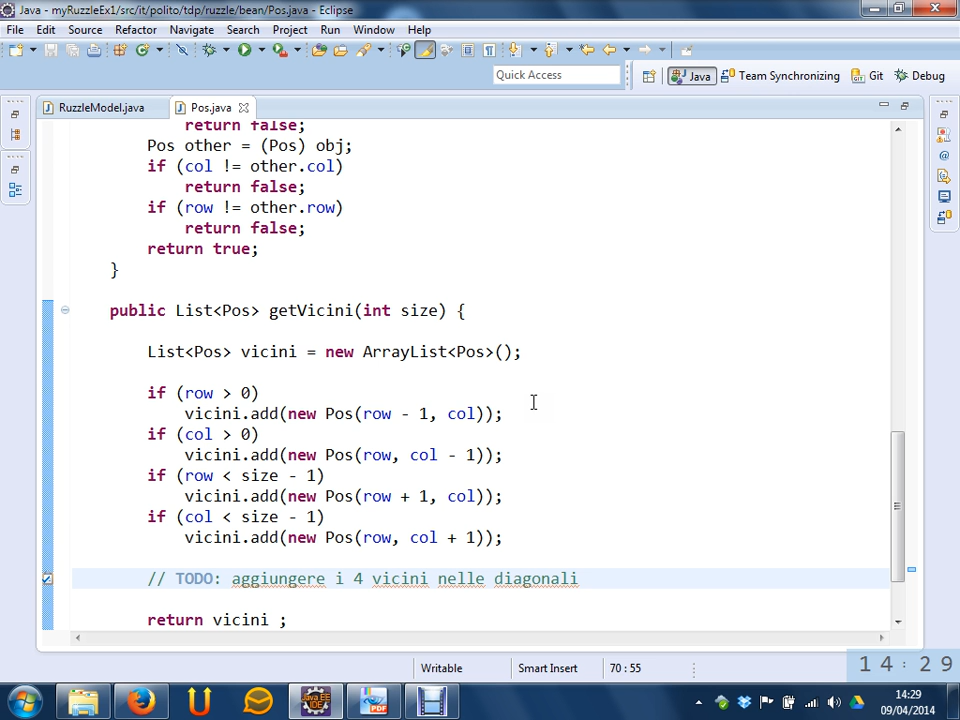 Java - myRuzzleEx1/src/it/polito/tdp/ruzzle/bean/Pos.java - Eclipse
File Edit Source Refactor Navigate Search Project Run Window Help
Quick Access
Java Team Synchronizing Git Debug
RuzzleModel.java Pos.java
return false;
Pos other = (Pos) obj;
if (col != other.col)
return false;
if (row != other.row)
return false;
return true;
}
public List<Pos> getVicini(int size) {
List<Pos> vicini = new ArrayList<Pos>();
if (row > 0)
vicini.add(new Pos(row - 1, col));
if (col > 0)
vicini.add(new Pos(row, col - 1));
if (row < size - 1)
vicini.add(new Pos(row + 1, col));
if (col < size - 1)
vicini.add(new Pos(row, col + 1));
// TODO: aggiungere i 4 vicini nelle diagonali
return vicini ;
Writable Smart Insert 70 : 55
14:29
Java EE IDE PDF
14:29
09/04/2014